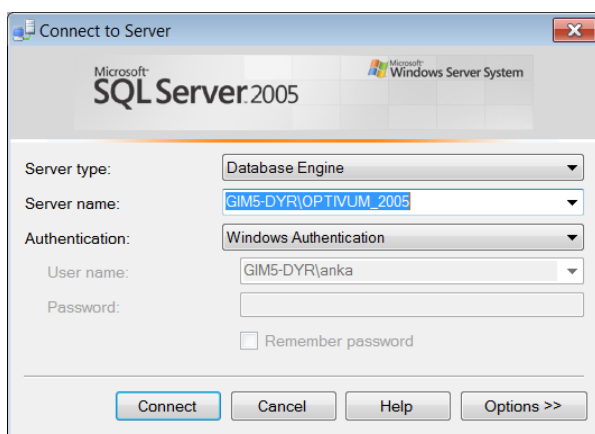 Connect to Server
Microsoft
SQL Server 2005
Microsoft
Windows Server System
Server type: Database Engine
Server name: GIM5-DYR\OPTIVUM_2005
Authentication: Windows Authentication
User name: GIM5-DYR\anka
Password:
Remember password
Connect Cancel Help Options >>